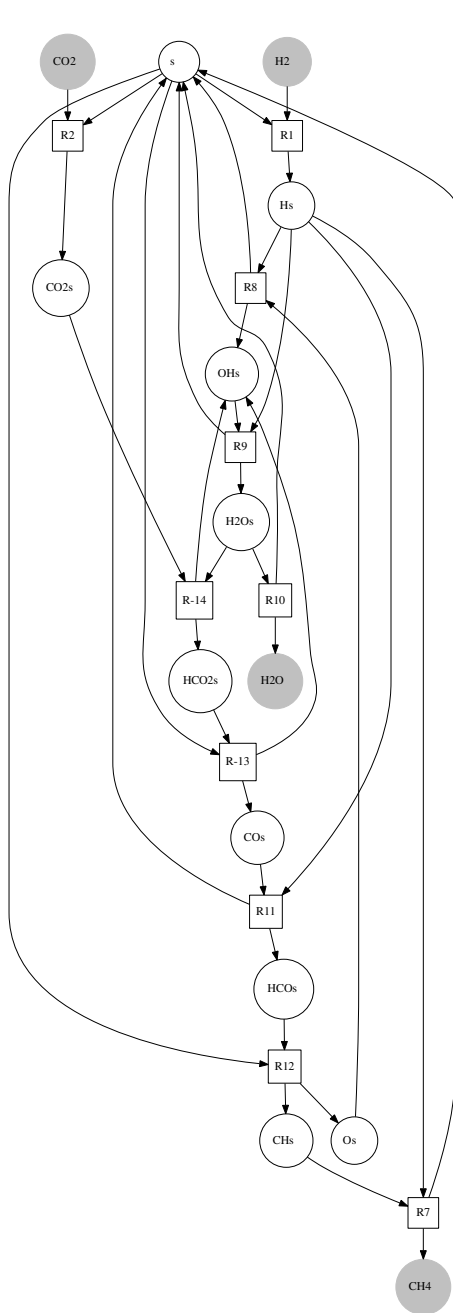 CO2
s
H2
R2
R1
Hs
CO2s
R8
OHs
R9
H2Os
R-14
R10
HCO2s
H2O
R-13
COs
R11
HCOs
R12
CHs
Os
R7
CH4